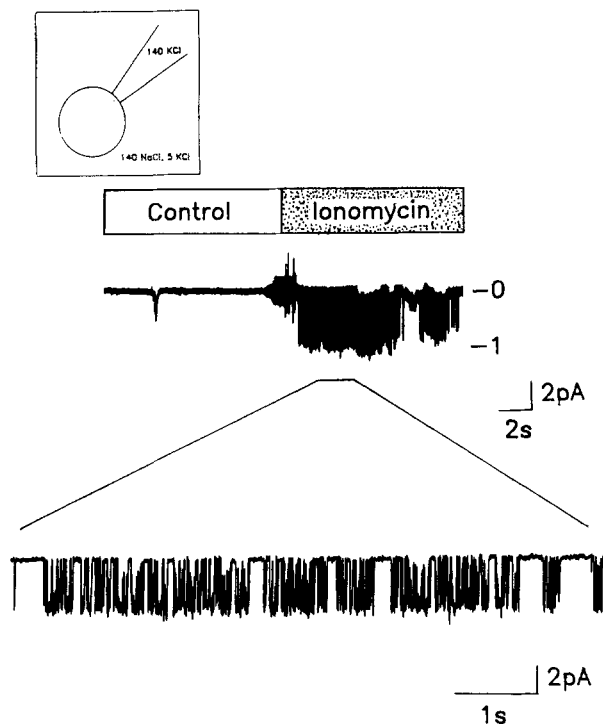 140 KCl
140 NaCl, 5 KCl
Control
Ionomycin
-0
-1
2pA
2s
2pA
1s